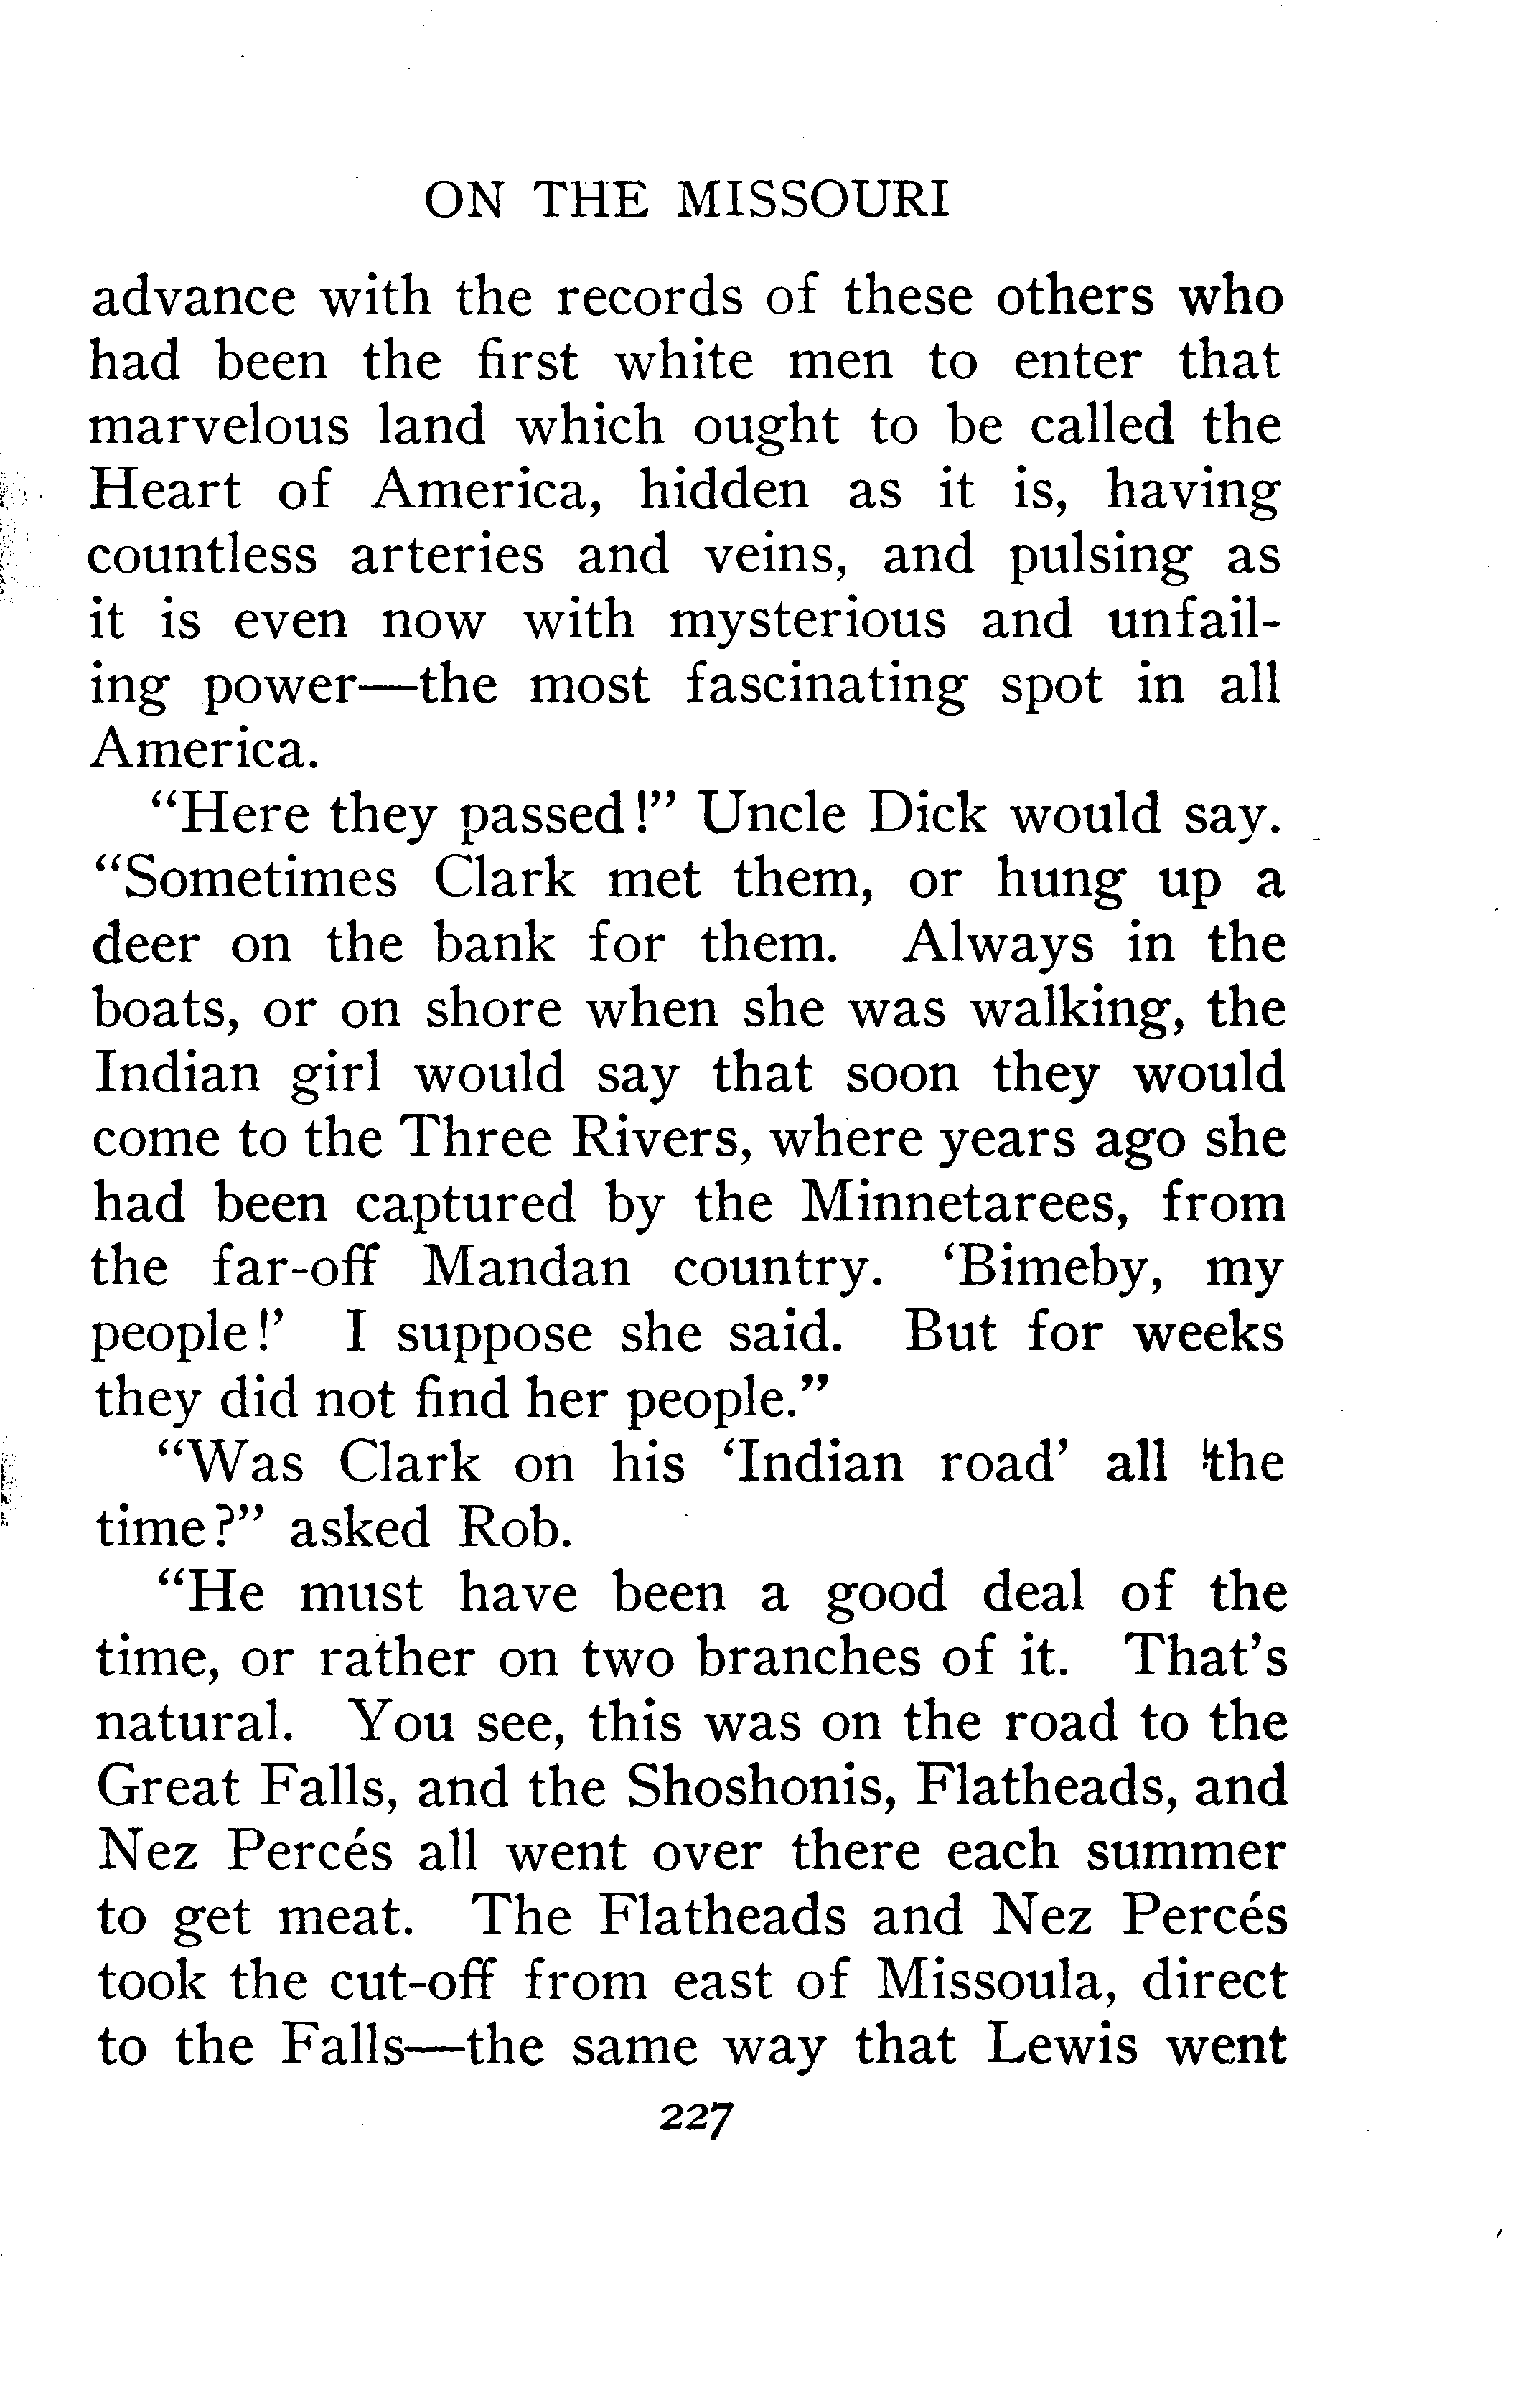 ON THE MISSOURI
advance with the records of these others who
had been the first white men to enter that
marvelous land which ought to be called the
Heart of America, hidden as it is, having
countless arteries and veins, and pulsing as
it is even now with mysterious and unfail-
ing power—the most fascinating spot in all
America.
“Here they passed!” Uncle Dick would say.
“Sometimes Clark met them, or hung up a
deer on the bank for them. Always in the
boats, or on shore when she was walking, the
Indian girl would say that soon they would
come to the Three Rivers, where years ago she
had been captured by the Minnetarees, from
the far-off Mandan country. ‘Bimeby, my
people!’ I suppose she said. But for weeks
they did not find her people.”
“Was Clark on his ‘Indian road’ all the
time?” asked Rob.
“He must have been a good deal of the
time, or rather on two branches of it. That’s
natural. You see, this was on the road to the
Great Falls, and the Shoshonis, Flatheads, and
Nez Percés all went over there each summer
to get meat. The Flatheads and Nez Percés
took the cut-off from east of Missoula, direct
to the Falls—the same way that Lewis went
227